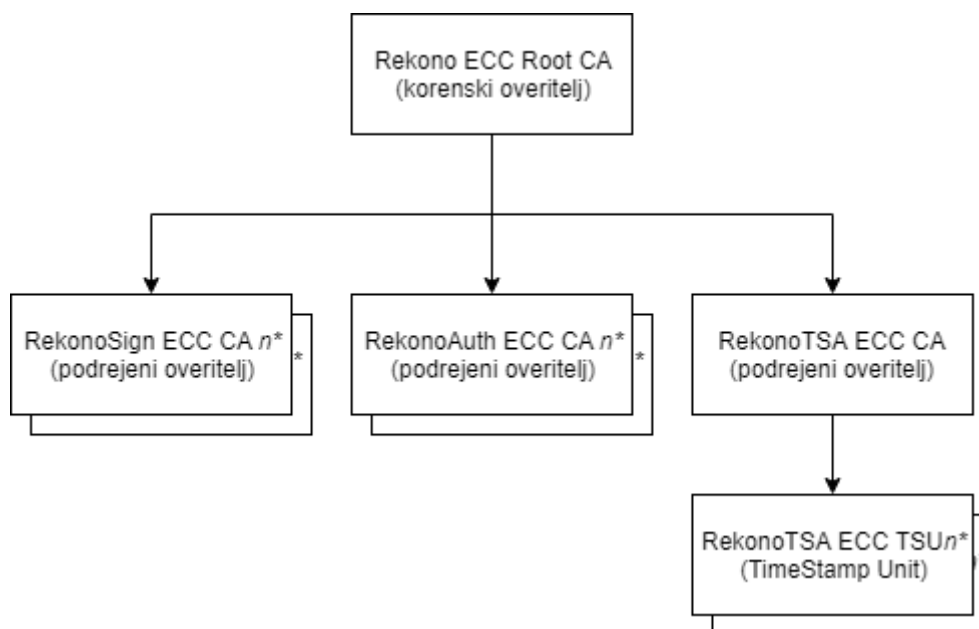 Rekono ECC Root CA
(korenski overitelj)
RekonoSign ECC CA n*
(podrejeni overitelj)
*
RekonoAuth ECC CA n*
(podrejeni overitelj)
*
RekonoTSA ECC CA
(podrejeni overitelj)
RekonoTSA ECC TSUn*
(TimeStamp Unit)